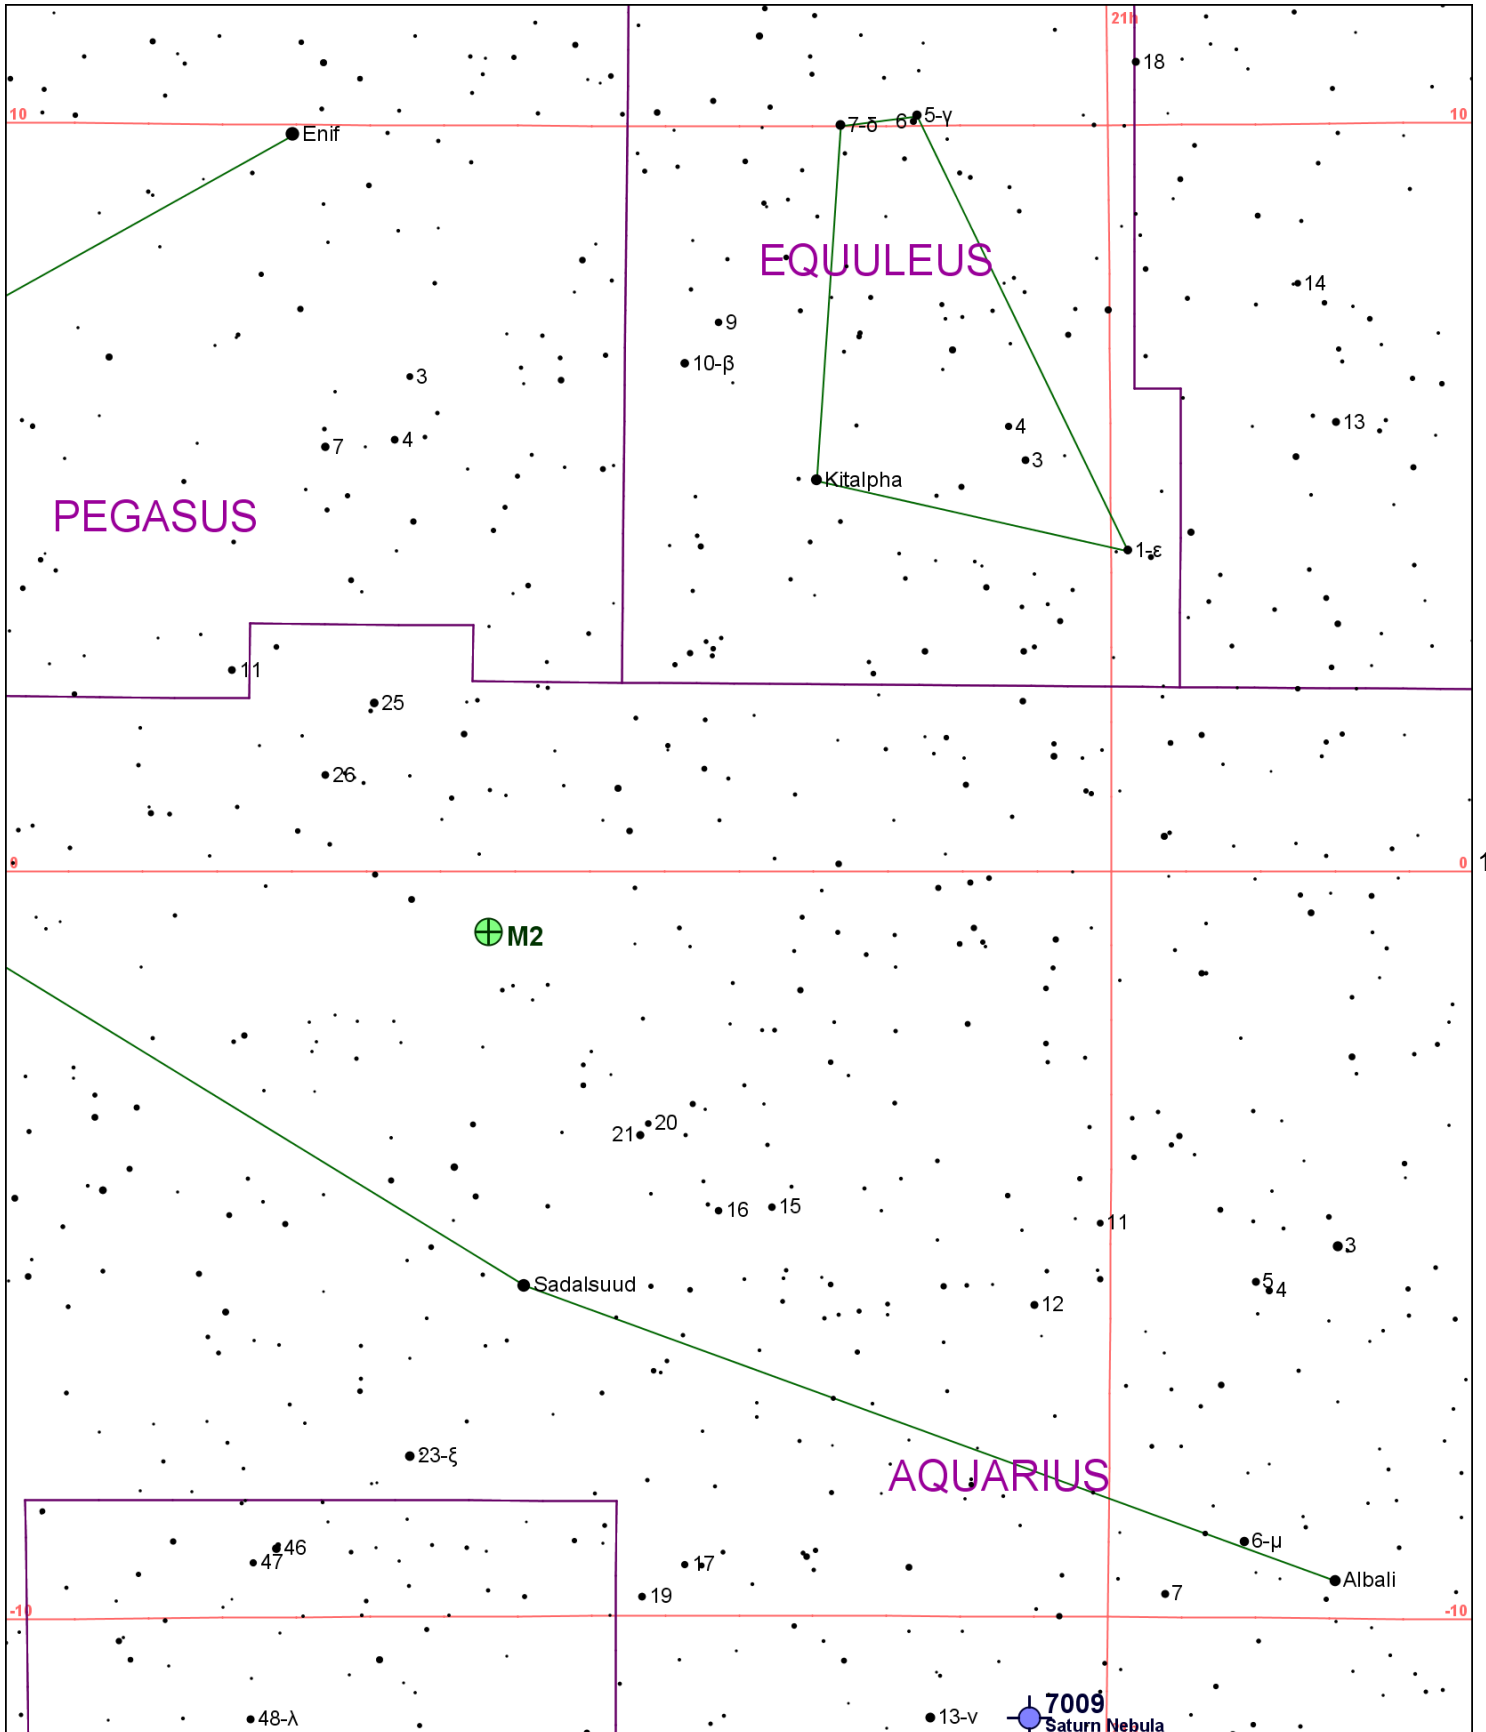 21h
18
10
10
Enif
7-δ
6
5-γ
EQUULEUS
14
9
10-β
3
13
4
7
4
3
Kitalpha
PEGASUS
1-ε
11
25
26
0
0
1
M2
20
21
16
15
11
3
5
4
Sadalsuud
12
23-ξ
AQUARIUS
46
47
6-μ
17
Albali
19
7
-10
-10
48-λ
13-ν
7009
Saturn Nebula